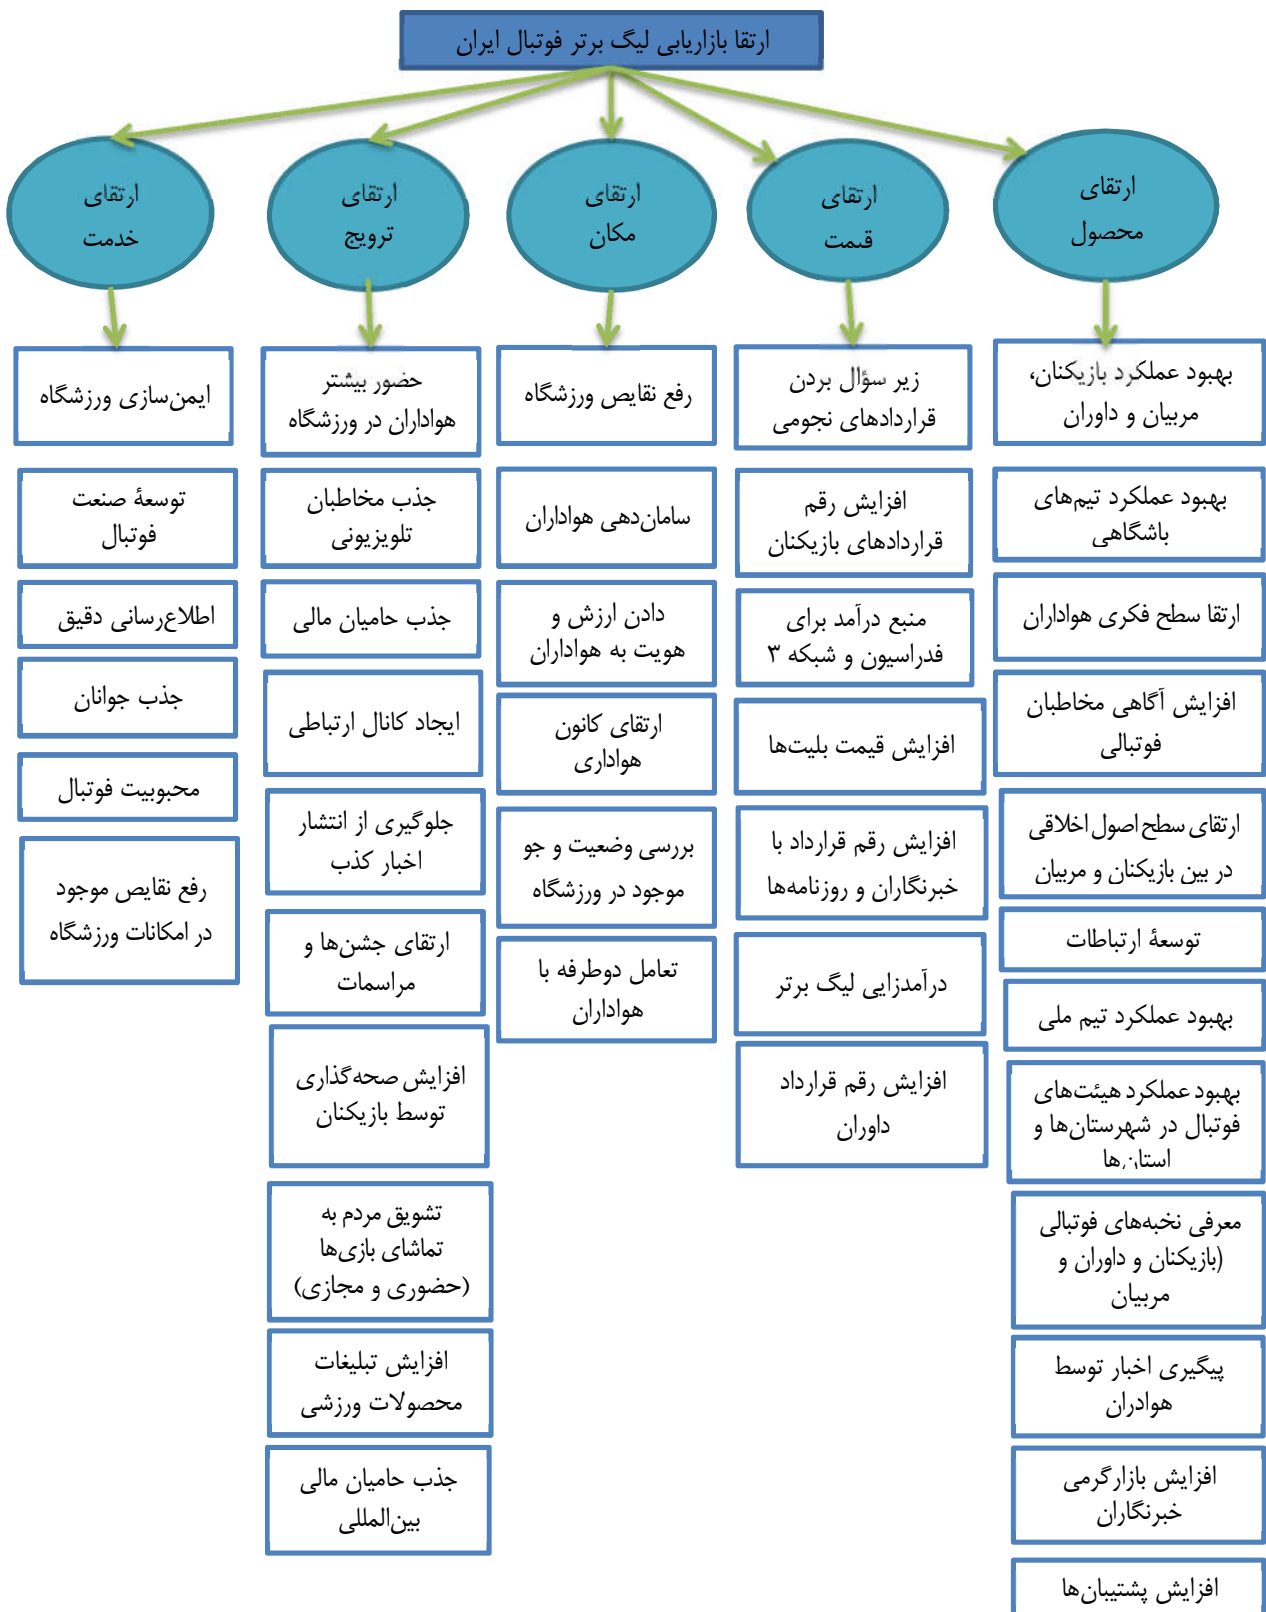 ارتقا بازاریابی لیگ برتر فوتبال ایران
ارتقای
محصول
ارتقای
قیمت
ارتقای
مکان
ارتقای
ترویج
ارتقای
خدمت
بهبود عملکرد بازیکنان،
مربیان و داوران
بهبود عملکرد تیم‌های
باشگاهی
ارتقا سطح فکری هواداران
افزایش آگاهی مخاطبان
فوتبالی
ارتقای سطح اصول اخلاقی
در بین بازیکنان و مربیان
توسعهٔ ارتباطات
بهبود عملکرد تیم ملی
بهبود عملکرد هیئت‌های
فوتبال در شهرستان‌ها و
استان‌ها
معرفی نخبه‌های فوتبالی
(بازیکنان و داوران و
مربیان
پیگیری اخبار توسط
هوادران
افزایش بازارگرمی
خبرنگاران
افزایش پشتیبان‌ها
زیر سؤال بردن
قراردادهای نجومی
افزایش رقم
قراردادهای بازیکنان
منبع درآمد برای
فدراسیون و شبکه ۳
افزایش قیمت بلیت‌ها
افزایش رقم قرارداد با
خبرنگاران و روزنامه‌ها
درآمدزایی لیگ برتر
افزایش رقم قرارداد
داوران
رفع نقایص ورزشگاه
سامان‌دهی هواداران
دادن ارزش و
هویت به هواداران
ارتقای کانون
هواداری
بررسی وضعیت و جو
موجود در ورزشگاه
تعامل دوطرفه با
هواداران
حضور بیشتر
هواداران در ورزشگاه
جذب مخاطبان
تلویزیونی
جذب حامیان مالی
ایجاد کانال ارتباطی
جلوگیری از انتشار
اخبار کذب
ارتقای جشن‌ها و
مراسمات
افزایش صحه‌گذاری
توسط بازیکنان
تشویق مردم به
تماشای بازی‌ها
(حضوری و مجازی)
افزایش تبلیغات
محصولات ورزشی
جذب حامیان مالی
بین‌المللی
ایمن‌سازی ورزشگاه
توسعهٔ صنعت
فوتبال
اطلاع‌رسانی دقیق
جذب جوانان
محبوبیت فوتبال
رفع نقایص موجود
در امکانات ورزشگاه